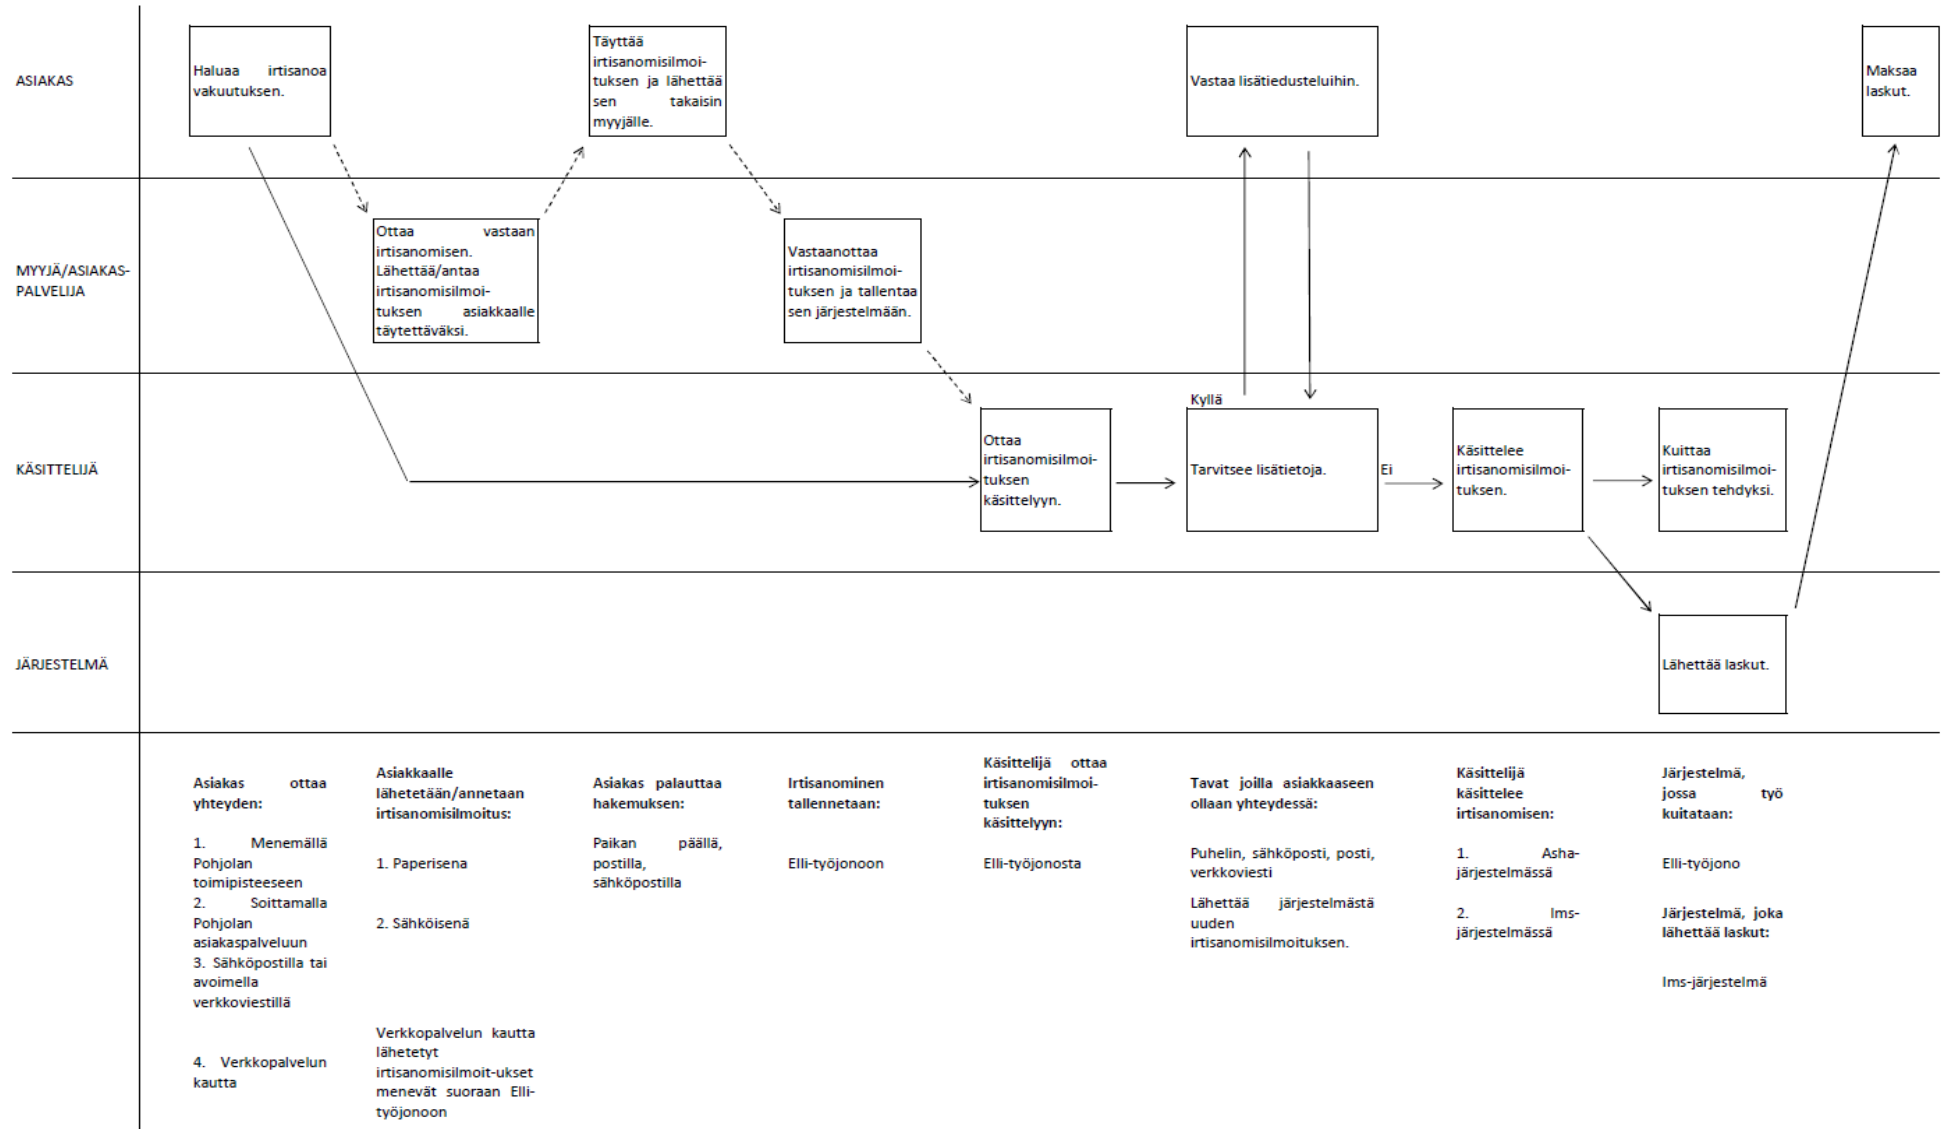 ASIAKAS
Haluaa irtisanoa
vakuutuksen.
Täyttää
irtisanomisilmoi-
tuksen ja lähettää
sen takaisin
myyjälle.
Vastaa lisätiedusteluihin.
Maksaa
laskut.
MYYJÄ/ASIAKAS-
PALVELIJA
Ottaa vastaan
irtisanomisen.
Lähettää/antaa
irtisanomisilmoi-
tuksen asiakkaalle
täytettäväksi.
Vastaanottaa
irtisanomisilmoi-
tuksen ja tallentaa
sen järjestelmään.
KÄSITTELIJÄ
Ottaa
irtisanomisilmoi-
tuksen
käsittelyyn.
Kyllä
Tarvitsee lisätietoja.
Ei
Käsittelee
irtisanomisilmoi-
tuksen.
Kuittaa
irtisanomisilmoi-
tuksen tehdyksi.
JÄRJESTELMÄ
Lähettää laskut.
Asiakas ottaa
yhteyden:
1. Menemällä
Pohjolan
toimipisteeseen
2. Soittamalla
Pohjolan
asiakaspalveluun
3. Sähköpostilla tai
avoimella
verkkoviestillä
4. Verkkopalvelun
kautta
Asiakkaalle
lähetetään/annetaan
irtisanomisilmoitus:
1. Paperisena
2. Sähköisenä
Verkkopalvelun kautta
lähetetyt
irtisanomisilmoit-ukset
menevät suoraan Elli-
työjonoon
Asiakas palauttaa
hakemuksen:
Paikan päällä,
postilla,
sähköpostilla
Irtisanominen
tallennetaan:
Elli-työjonoon
Käsittelijä ottaa
irtisanomisilmoi-
tuksen
käsittelyyn:
Elli-työjonosta
Tavat joilla asiakkaaseen
ollaan yhteydessä:
Puhelin, sähköposti, posti,
verkkoviesti
Lähettää järjestelmästä
uuden
irtisanomisilmoituksen.
Käsittelijä
käsittelee
irtisanomisen:
1. Asha-
järjestelmässä
2. Ims-
järjestelmässä
Järjestelmä,
jossa työ
kuitataan:
Elli-työjono
Järjestelmä, joka
lähettää laskut:
Ims-järjestelmä